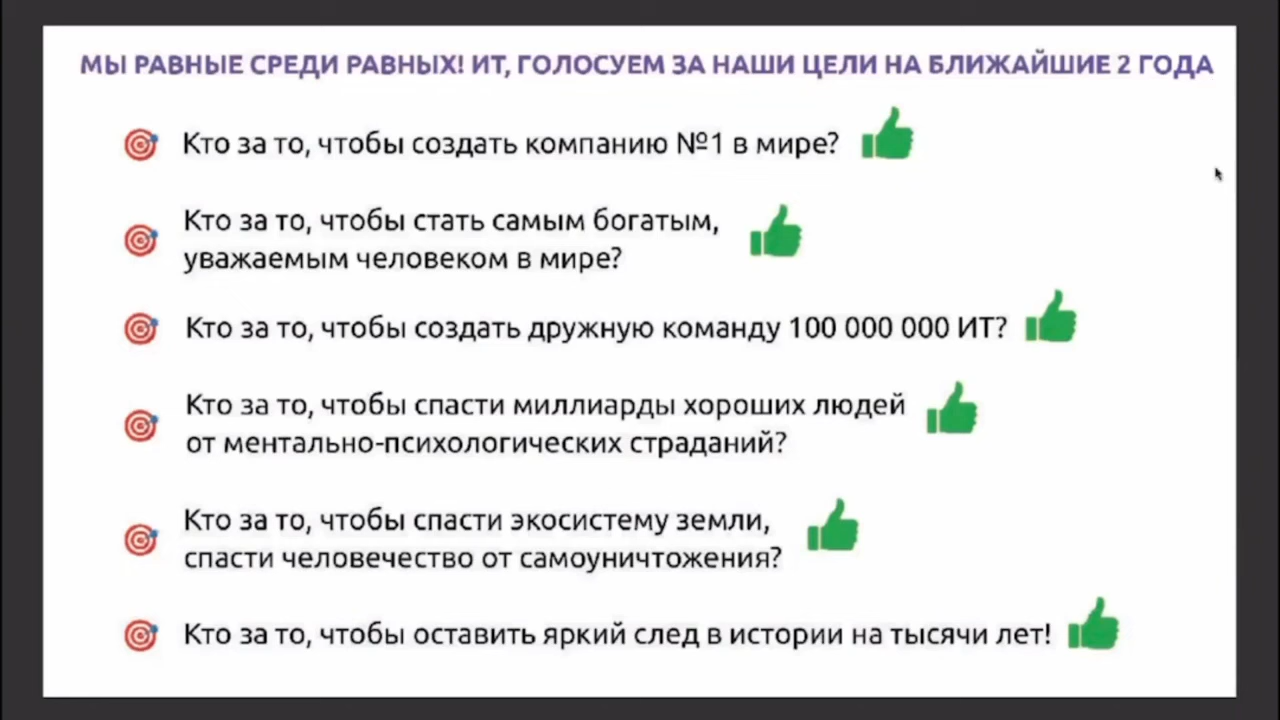 МЫ РАВНЫЕ СРЕДИ РАВНЫХ! ИТ, ГОЛОСУЕМ ЗА НАШИ ЦЕЛИ НА БЛИЖАЙШИЕ 2 ГОДА
Кто за то, чтобы создать компанию №1 в мире?
Кто за то, чтобы стать самым богатым,
уважаемым человеком в мире?
Кто за то, чтобы создать дружную команду 100 000 000 ИТ?
Кто за то, чтобы спасти миллиарды хороших людей
от ментально-психологических страданий?
Кто за то, чтобы спасти экосистему земли,
спасти человечество от самоуничтожения?
Кто за то, чтобы оставить яркий след в истории на тысячи лет!